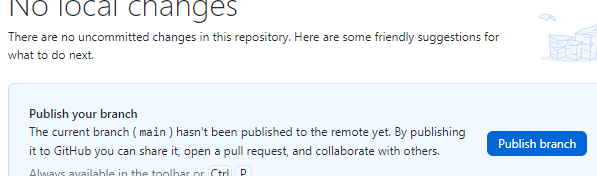 No local changes
There are no uncommitted changes in this repository. Here are some friendly suggestions for
what to do next.
Publish your branch
The current branch ( main ) hasn't been published to the remote yet. By publishing
it to GitHub you can share it, open a pull request, and collaborate with others.
Publish branch
Always available in the toolbar or Ctrl P